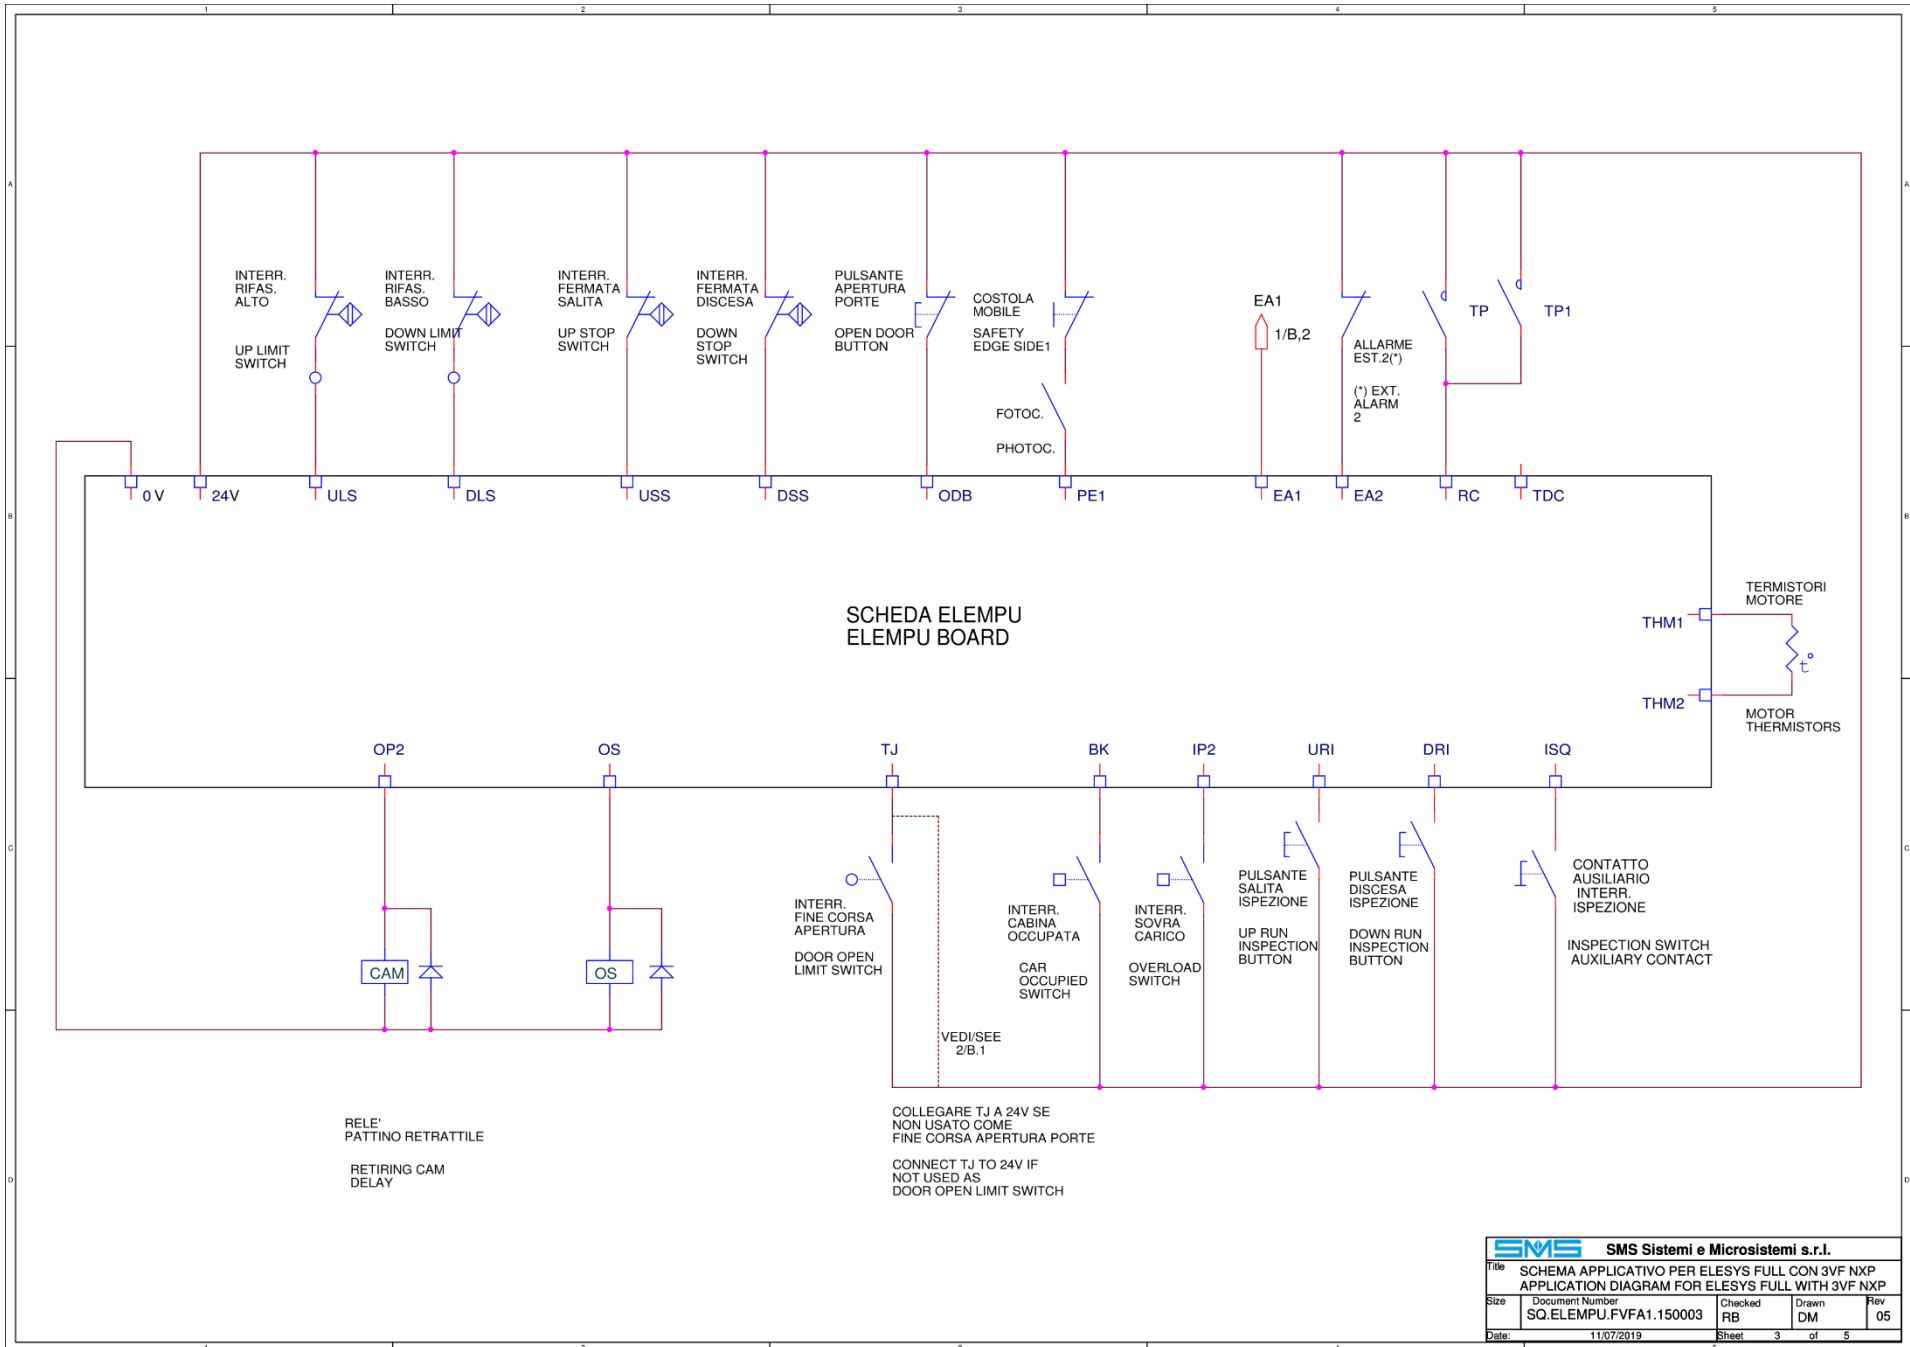 1 2 3 4 5
A A
INTERR.
RIFAS.
ALTO
UP LIMIT
SWITCH
INTERR.
RIFAS.
BASSO
DOWN LIMIT
SWITCH
INTERR.
FERMATA
SALITA
UP STOP
SWITCH
INTERR.
FERMATA
DISCESA
DOWN
STOP
SWITCH
PULSANTE
APERTURA
PORTE
OPEN DOOR
BUTTON
COSTOLA
MOBILE
SAFETY
EDGE SIDE1
FOTOC.
PHOTOC.
EA1
1/B,2
ALLARME
EST.2(*)
(*) EXT.
ALARM
2
TP
TP1
0 V 24V ULS DLS USS DSS ODB PE1 EA1 EA2 RC TDC
B B
SCHEDA ELEMPU
ELEMPU BOARD
TERMISTORI
MOTORE
THM1
t°
THM2
MOTOR
THERMISTORS
OP2 OS TJ BK IP2 URI DRI ISQ
C C
CAM
OS
INTERR.
FINE CORSA
APERTURA
DOOR OPEN
LIMIT SWITCH
INTERR.
CABINA
OCCUPATA
CAR
OCCUPIED
SWITCH
INTERR.
SOVRA
CARICO
OVERLOAD
SWITCH
PULSANTE
SALITA
ISPEZIONE
UP RUN
INSPECTION
BUTTON
PULSANTE
DISCESA
ISPEZIONE
DOWN RUN
INSPECTION
BUTTON
CONTATTO
AUSILIARIO
INTERR.
ISPEZIONE
INSPECTION SWITCH
AUXILIARY CONTACT
VEDI/SEE
2/B.1
RELE'
PATTINO RETRATTILE
RETIRING CAM
DELAY
COLLEGARE TJ A 24V SE
NON USATO COME
FINE CORSA APERTURA PORTE
CONNECT TJ TO 24V IF
NOT USED AS
DOOR OPEN LIMIT SWITCH
D D
SMS SMS Sistemi e Microsistemi s.r.l.
Title SCHEMA APPLICATIVO PER ELESYS FULL CON 3VF NXP
APPLICATION DIAGRAM FOR ELESYS FULL WITH 3VF NXP
Size Document Number Checked Drawn Rev
SQ.ELEMPU.FVFA1.150003 RB DM 05
Date: 11/07/2019 Sheet 3 of 5